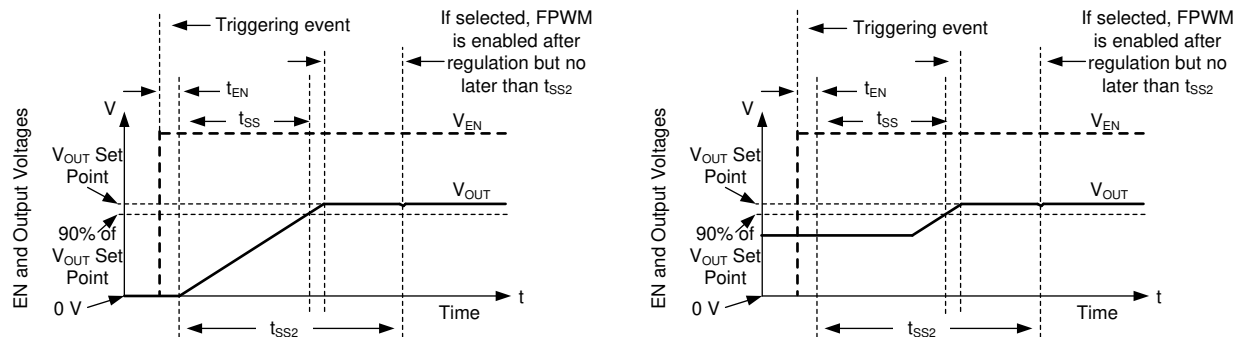 Triggering event
If selected, FPWM
is enabled after
regulation but no
later than tSS2
tEN
V
tSS
VEN
VOUT Set
Point
VOUT
90% of
VOUT Set
Point
0 V
t
Time
tSS2
EN and Output Voltages
Triggering event
If selected, FPWM
is enabled after
regulation but no
later than tSS2
tEN
V
tSS
VEN
VOUT Set
Point
VOUT
90% of
VOUT Set
Point
0 V
t
Time
tSS2
EN and Output Voltages